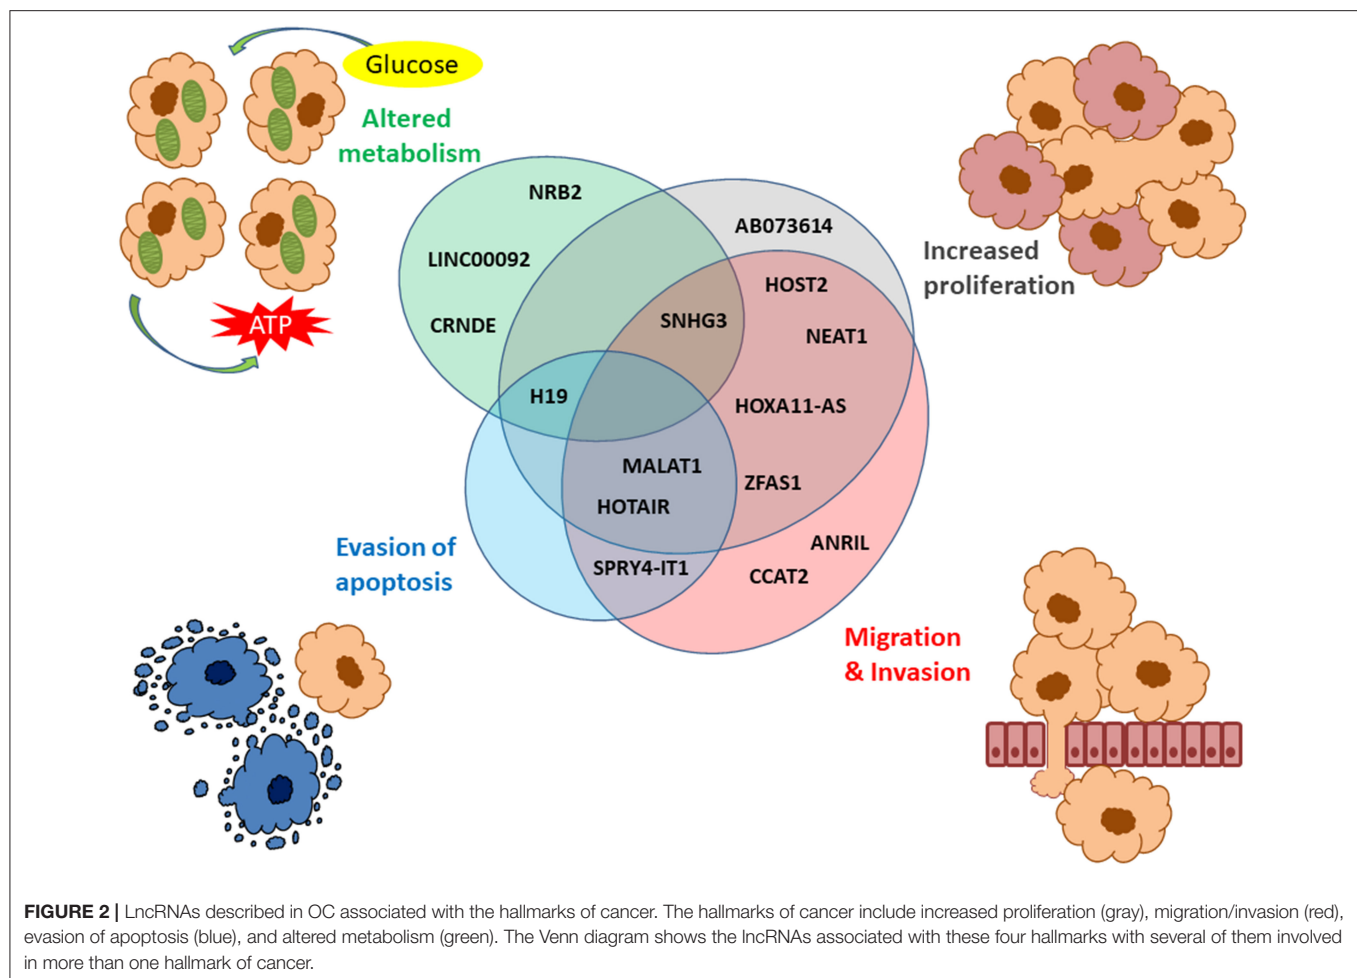 Glucose
Altered
metabolism
ATP
NRB2
LINC00092
CRNDE
AB073614
Increased
proliferation
HOST2
SNHG3
NEAT1
H19
HOXA11-AS
MALAT1
ZFAS1
HOTAIR
ANRIL
SPRY4-IT1
CCAT2
Evasion of
apoptosis
Migration
& Invasion
FIGURE 2 | LncRNAs described in OC associated with the hallmarks of cancer. The hallmarks of cancer include increased proliferation (gray), migration/invasion (red),
evasion of apoptosis (blue), and altered metabolism (green). The Venn diagram shows the lncRNAs associated with these four hallmarks with several of them involved
in more than one hallmark of cancer.